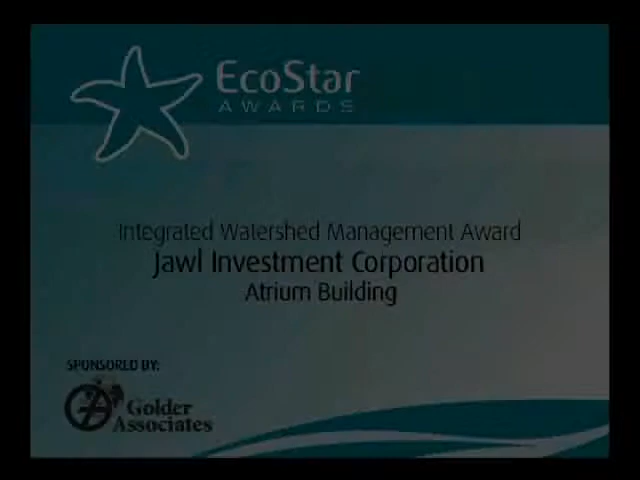 EcoStar
AWARDS
Integrated Watershed Management Award
Jawl Investment Corporation
Atrium Building
SPONSORED BY:
Golder
Associates